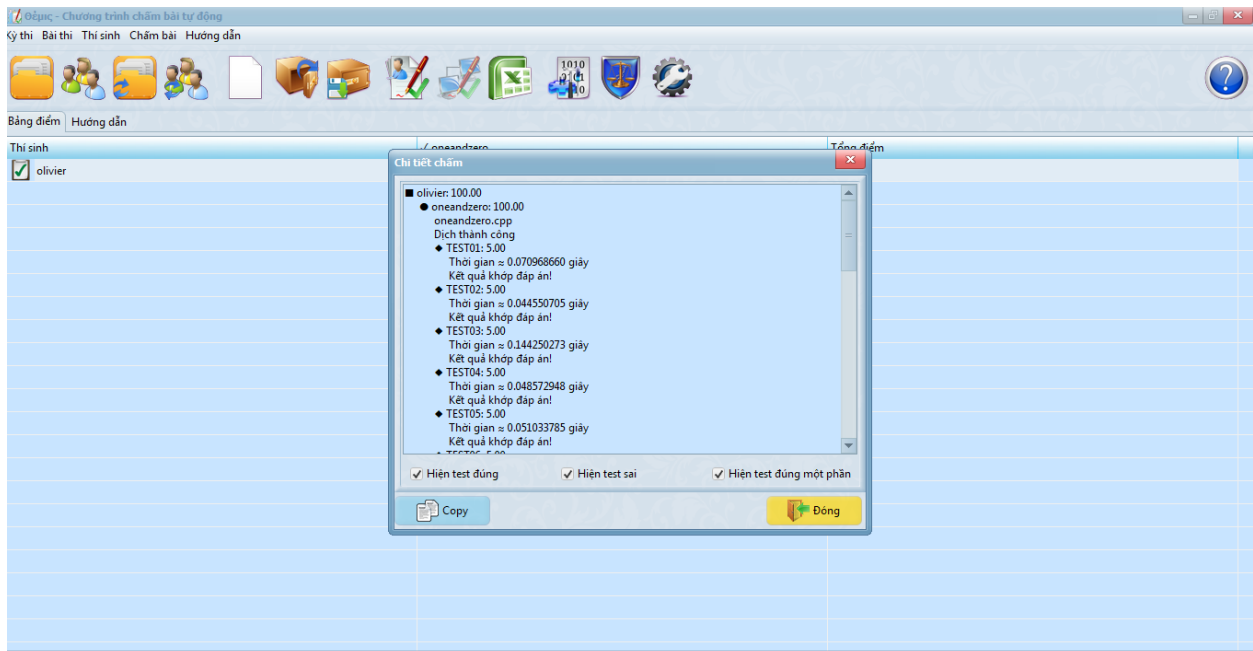 Θέμις - Chương trình chấm bài tự động
Kỳ thi Bài thi Thí sinh Chấm bài Hướng dẫn
Bảng điểm Hướng dẫn
Thí sinh √ oneandzero Tổng điểm
olivier
Chi tiết chấm
■ olivier: 100.00
● oneandzero: 100.00
oneandzero.cpp
Dịch thành công
◆ TEST01: 5.00
Thời gian ≈ 0.070968660 giây
Kết quả khớp đáp án!
◆ TEST02: 5.00
Thời gian ≈ 0.044550705 giây
Kết quả khớp đáp án!
◆ TEST03: 5.00
Thời gian ≈ 0.144250273 giây
Kết quả khớp đáp án!
◆ TEST04: 5.00
Thời gian ≈ 0.048572948 giây
Kết quả khớp đáp án!
◆ TEST05: 5.00
Thời gian ≈ 0.051033785 giây
Kết quả khớp đáp án!
◆ TEST06: 5.00
Hiện test đúng Hiện test sai Hiện test đúng một phần
Copy Đóng